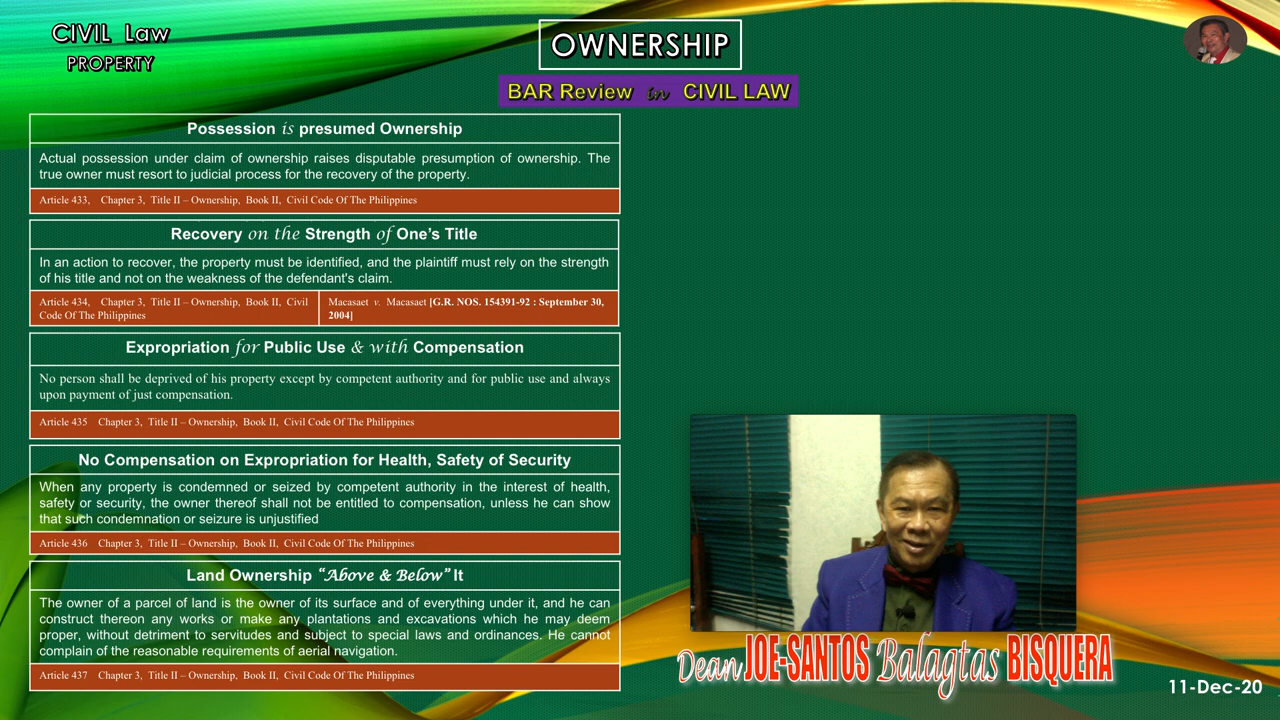 CIVIL Law
PROPERTY
OWNERSHIP
BAR Review in CIVIL LAW
Possession is presumed Ownership
Actual possession under claim of ownership raises disputable presumption of ownership. The
true owner must resort to judicial process for the recovery of the property.
Article 433, Chapter 3, Title II – Ownership, Book II, Civil Code Of The Philippines
Recovery on the Strength of One's Title
In an action to recover, the property must be identified, and the plaintiff must rely on the strength
of his title and not on the weakness of the defendant's claim.
Article 434, Chapter 3, Title II – Ownership, Book II, Civil
Code Of The Philippines
Macasaet v. Macasaet [G.R. NOS. 154391-92 : September 30,
2004]
Expropriation for Public Use & with Compensation
No person shall be deprived of his property except by competent authority and for public use and always
upon payment of just compensation.
Article 435 Chapter 3, Title II – Ownership, Book II, Civil Code Of The Philippines
No Compensation on Expropriation for Health, Safety of Security
When any property is condemned or seized by competent authority in the interest of health,
safety or security, the owner thereof shall not be entitled to compensation, unless he can show
that such condemnation or seizure is unjustified
Article 436 Chapter 3, Title II – Ownership, Book II, Civil Code Of The Philippines
Land Ownership “Above & Below” It
The owner of a parcel of land is the owner of its surface and of everything under it, and he can
construct thereon any works or make any plantations and excavations which he may deem
proper, without detriment to servitudes and subject to special laws and ordinances. He cannot
complain of the reasonable requirements of aerial navigation.
Article 437 Chapter 3, Title II – Ownership, Book II, Civil Code Of The Philippines
Dean JOE-SANTOS Balagtas BISQUERA
11-Dec-20